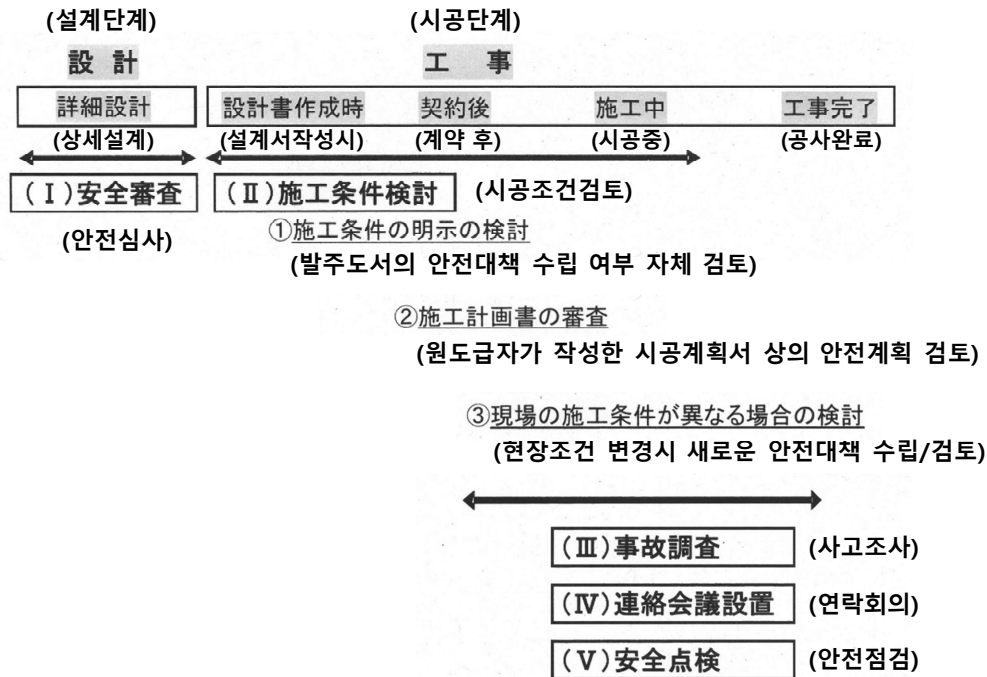 (설계단계) (시공단계)
設 計 工 事
詳細設計 設計書作成時 契約後 施工中 工事完了
(상세설계) (설계서작성시) (계약 후) (시공중) (공사완료)
(Ⅰ)安全審査 (Ⅱ)施工条件検討 (시공조건검토)
(안전심사) ①施工条件の明示の検討
(발주도서의 안전대책 수립 여부 자체 검토)
②施工計画書の審査
(원도급자가 작성한 시공계획서 상의 안전계획 검토)
③現場の施工条件が異なる場合の検討
(현장조건 변경시 새로운 안전대책 수립/검토)
(Ⅲ)事故調査 (사고조사)
(Ⅳ)連絡会議設置 (연락회의)
(Ⅴ)安全点検 (안전점검)